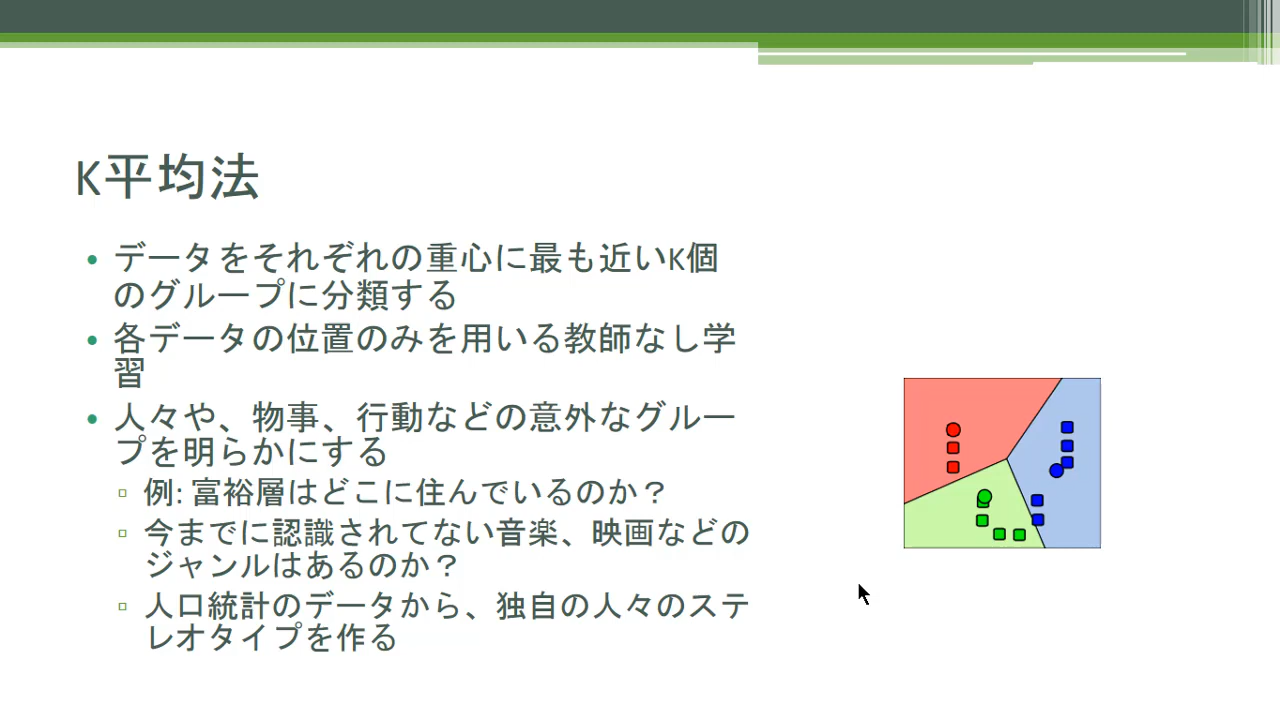 K平均法
• データをそれぞれの重心に最も近いK個
のグループに分類する
• 各データの位置のみを用いる教師なし学
習
• 人々や、物事、行動などの意外なグルー
プを明らかにする
▫ 例: 富裕層はどこに住んでいるのか？
▫ 今までに認識されてない音楽、映画などの
ジャンルはあるのか？
▫ 人口統計のデータから、独自の人々のステ
レオタイプを作る